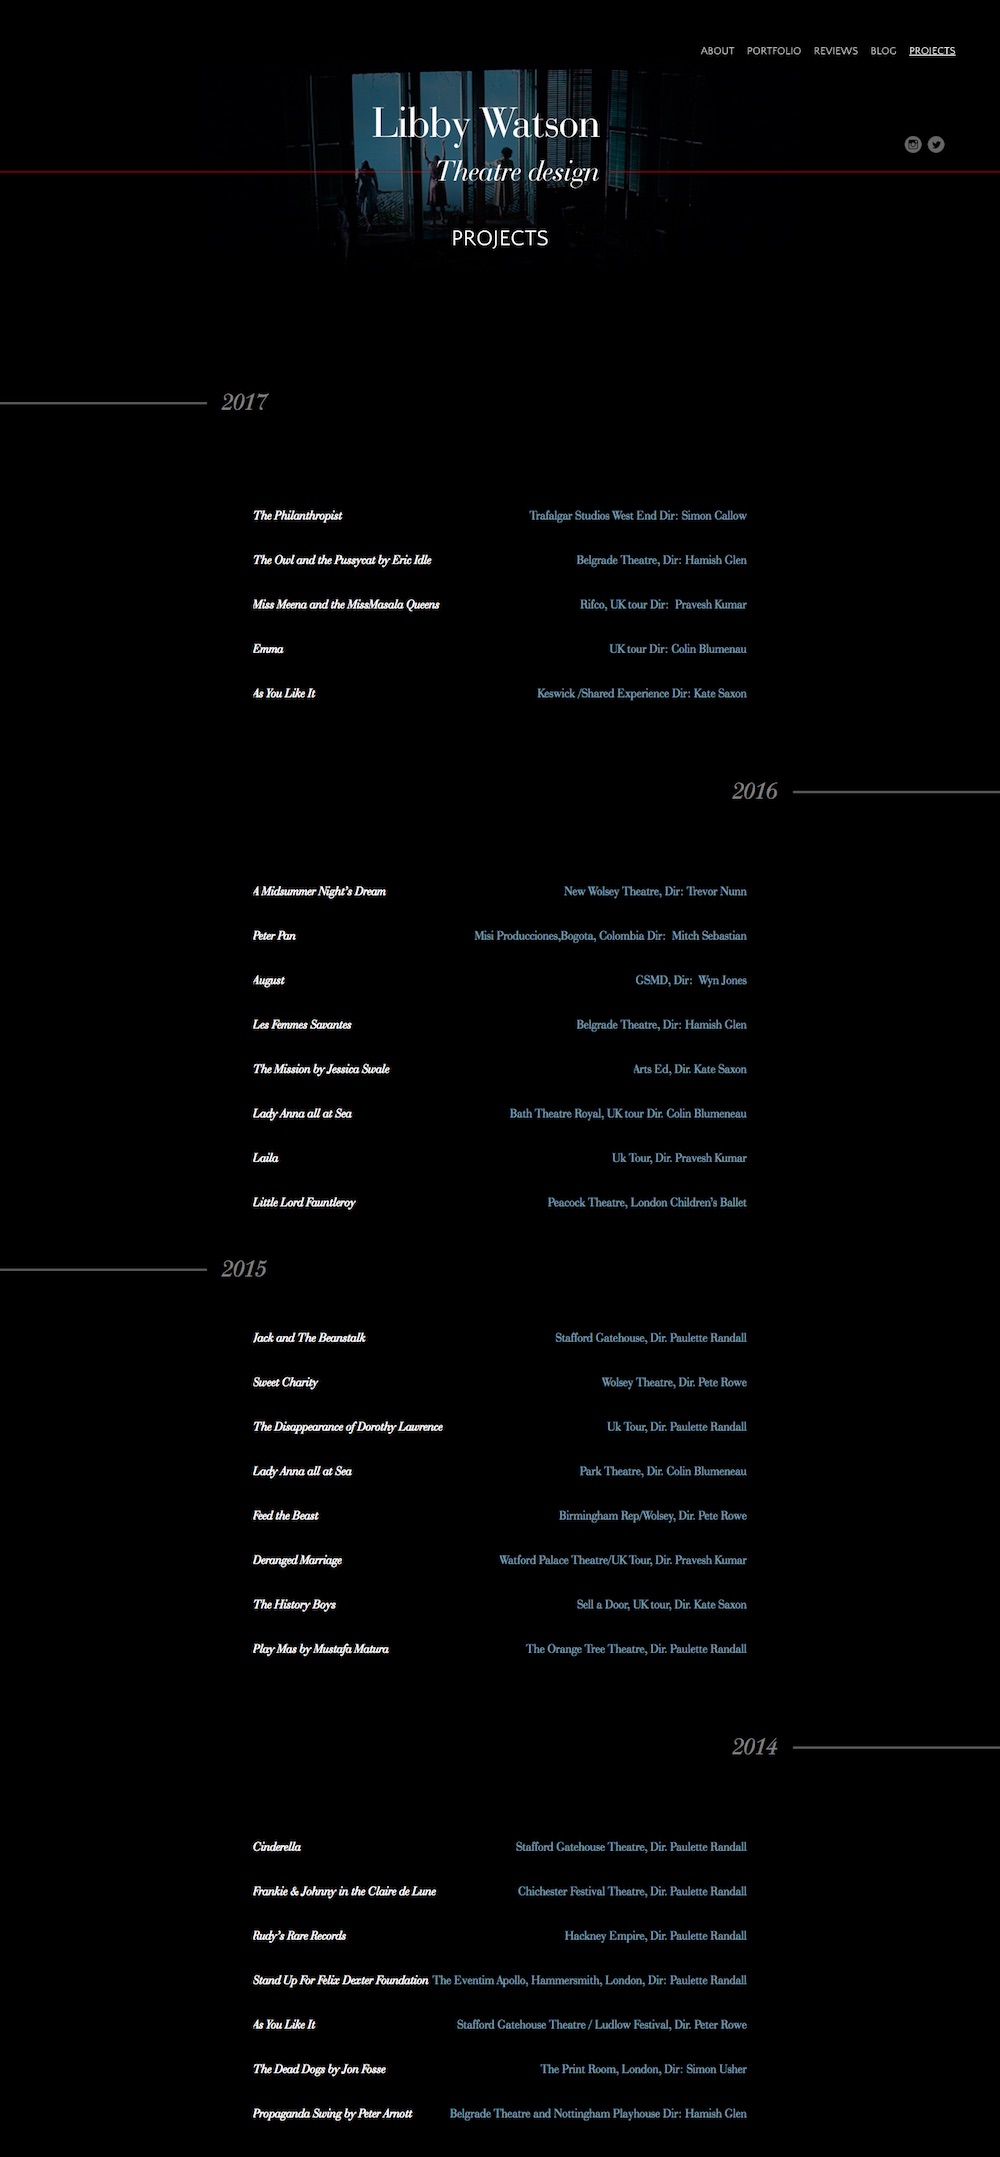 ABOUT PORTFOLIO REVIEWS BLOG PROJECTS
Libby Watson
Theatre design
PROJECTS
2017
The Philanthropist Trafalgar Studios West End Dir: Simon Callow
The Owl and the Pussycat by Eric Idle Belgrade Theatre, Dir: Hamish Glen
Miss Meena and the MissMasala Queens Rifco, UK tour Dir: Pravesh Kumar
Emma UK tour Dir: Colin Blumenau
As You Like It Keswick /Shared Experience Dir: Kate Saxon
2016
A Midsummer Night's Dream New Wolsey Theatre, Dir: Trevor Nunn
Peter Pan Misi Producciones,Bogota, Colombia Dir: Mitch Sebastian
August GSMD, Dir: Wyn Jones
Les Femmes Savantes Belgrade Theatre, Dir: Hamish Glen
The Mission by Jessica Swale Arts Ed, Dir. Kate Saxon
Lady Anna all at Sea Bath Theatre Royal, UK tour Dir. Colin Blumeneau
Laila Uk Tour, Dir. Pravesh Kumar
Little Lord Fauntleroy Peacock Theatre, London Children's Ballet
2015
Jack and The Beanstalk Stafford Gatehouse, Dir. Paulette Randall
Sweet Charity Wolsey Theatre, Dir. Pete Rowe
The Disappearance of Dorothy Lawrence Uk Tour, Dir. Paulette Randall
Lady Anna all at Sea Park Theatre, Dir. Colin Blumeneau
Feed the Beast Birmingham Rep/Wolsey, Dir. Pete Rowe
Deranged Marriage Watford Palace Theatre/UK Tour, Dir. Pravesh Kumar
The History Boys Sell a Door, UK tour, Dir. Kate Saxon
Play Mas by Mustafa Matura The Orange Tree Theatre, Dir. Paulette Randall
2014
Cinderella Stafford Gatehouse Theatre, Dir. Paulette Randall
Frankie & Johnny in the Claire de Lune Chichester Festival Theatre, Dir. Paulette Randall
Rudy's Rare Records Hackney Empire, Dir. Paulette Randall
Stand Up For Felix Dexter Foundation The Eventim Apollo, Hammersmith, London, Dir: Paulette Randall
As You Like It Stafford Gatehouse Theatre / Ludlow Festival, Dir. Peter Rowe
The Dead Dogs by Jon Fosse The Print Room, London, Dir: Simon Usher
Propaganda Swing by Peter Arnott Belgrade Theatre and Nottingham Playhouse Dir: Hamish Glen